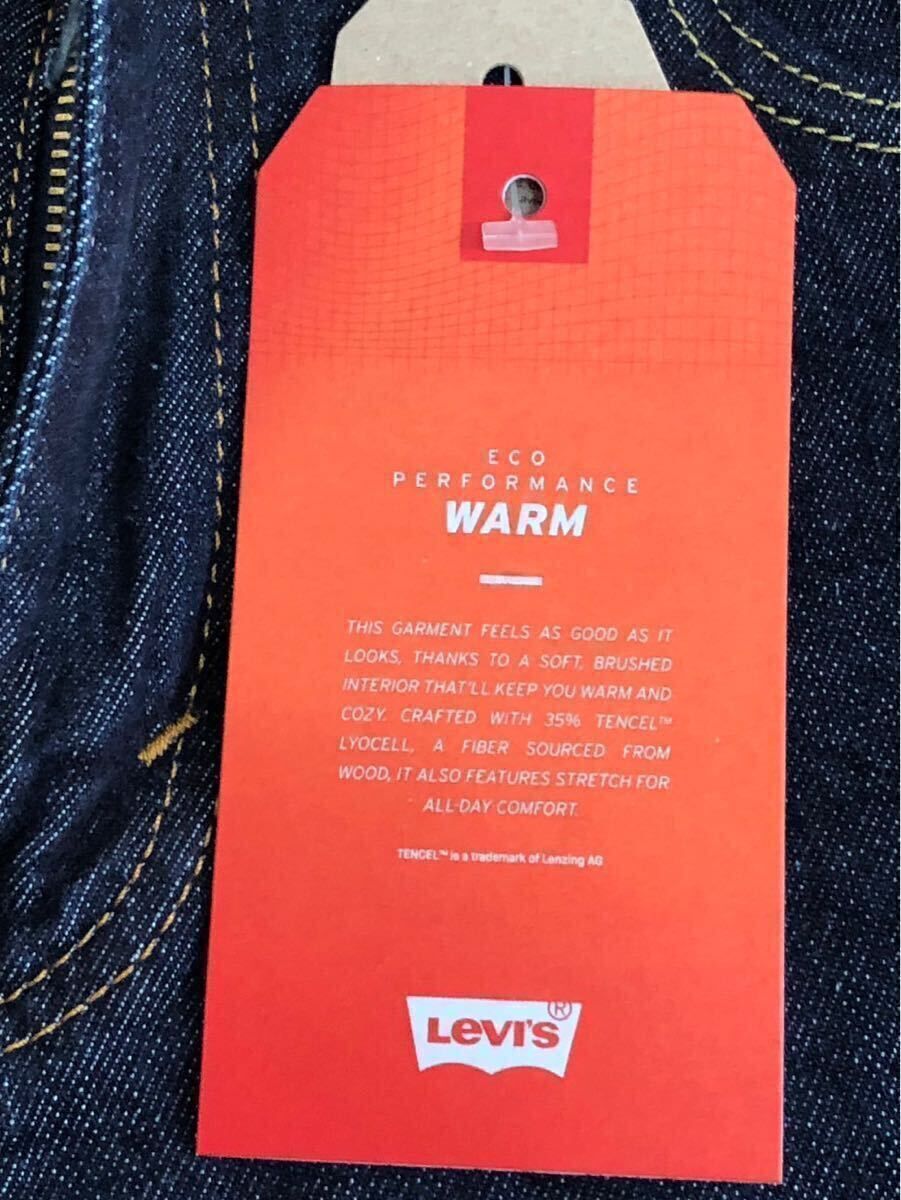 ECO
PERFORMANCE
WARM
THIS GARMENT FEELS AS GOOD AS IT
LOOKS, THANKS TO A SOFT, BRUSHED
INTERIOR THAT'LL KEEP YOU WARM AND
COZY. CRAFTED WITH 35% TENCEL™
LYOCELL, A FIBER SOURCED FROM
WOOD, IT ALSO FEATURES STRETCH FOR
ALL-DAY COMFORT.
TENCEL™ is a trademark of Lenzing AG
LEVI'S®